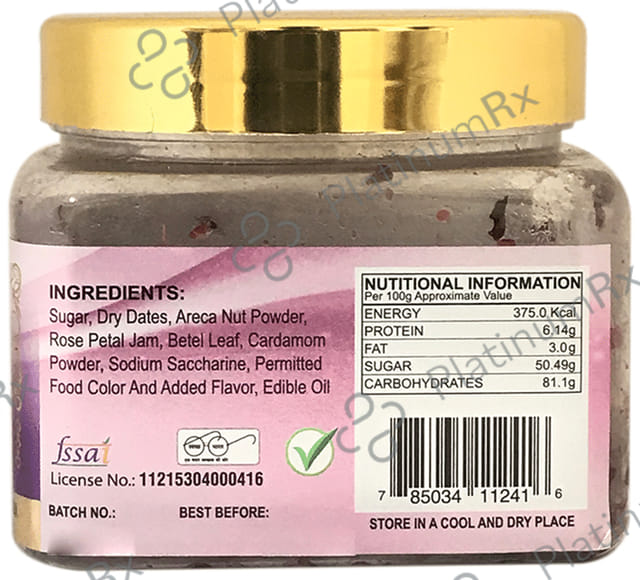 PlatinumRx
INGREDIENTS:
Sugar, Dry Dates, Areca Nut Powder,
Rose Petal Jam, Betel Leaf, Cardamom
Powder, Sodium Saccharine, Permitted
Food Color And Added Flavor, Edible Oil
fssai
License No.: 11215304000416
BATCH NO.: BEST BEFORE:
NUTITIONAL INFORMATION
Per 100g Approximate Value
ENERGY 375.0 Kcal
PROTEIN 6.14g
FAT 3.0g
SUGAR 50.49g
CARBOHYDRATES 81.1g
7 85034 11241 6
STORE IN A COOL AND DRY PLACE